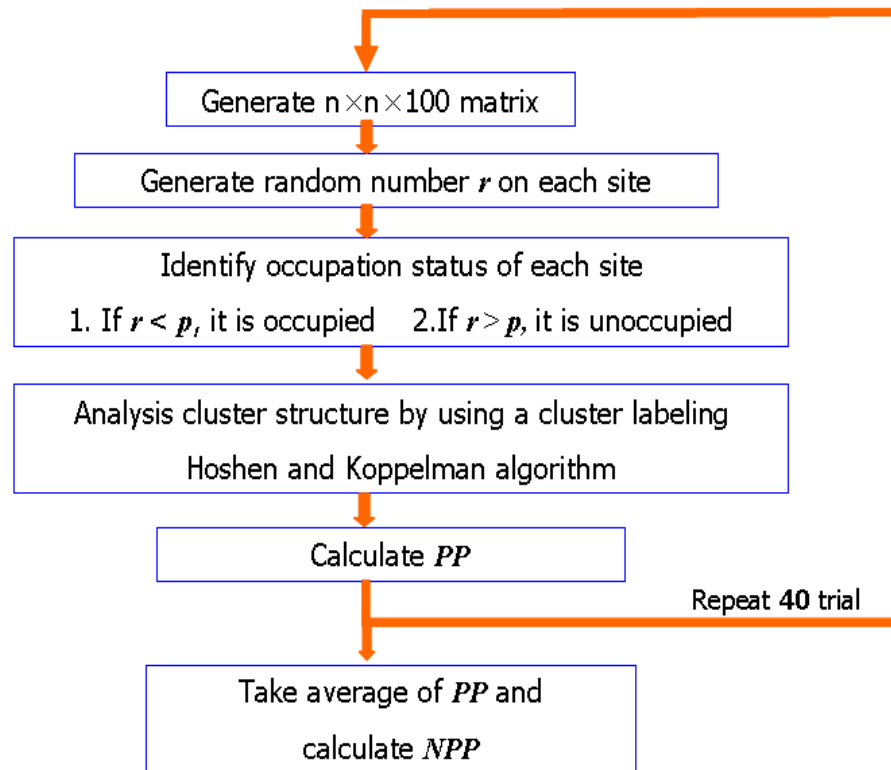 Generate n×n×100 matrix
Generate random number r on each site
Identify occupation status of each site
1. If r < p, it is occupied 2.If r > p, it is unoccupied
Analysis cluster structure by using a cluster labeling
Hoshen and Koppelman algorithm
Calculate PP
Repeat 40 trial
Take average of PP and
calculate NPP